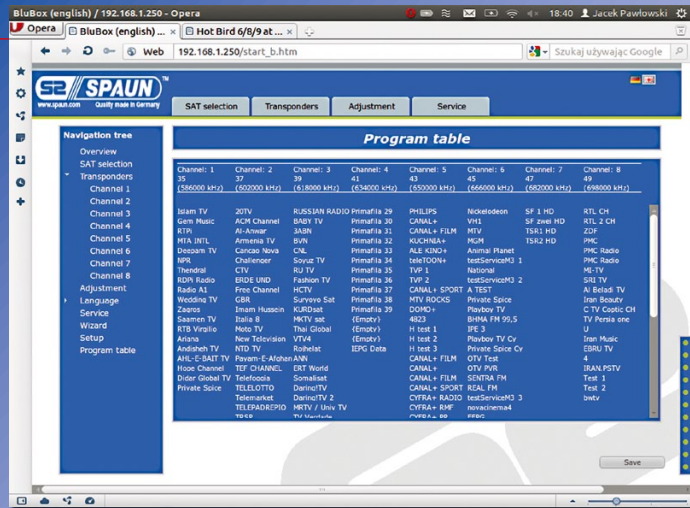 BluBox (english) / 192.168.1.250 - Opera
18:40
Jacek Pawłowski
Opera
BluBox (english) ... ×
Hot Bird 6/8/9 at ... ×
Web
192.168.1.250/start_b.htm
Szukaj używając Google
SPAUN
TM
www.spaun.com Quality made in Germany
SAT selection Transponders Adjustment Service
Navigation tree
Overview
SAT selection
Transponders
Channel 1
Channel 2
Channel 3
Channel 4
Channel 5
Channel 6
Channel 7
Channel 8
Adjustment
Language
Service
Wizard
Setup
Program table
Program table
Channel: 1 Channel: 2 Channel: 3 Channel: 4 Channel: 5 Channel: 6 Channel: 7 Channel: 8
35 37 39 41 43 45 47 49
(586000 kHz) (602000 kHz) (618000 kHz) (634000 kHz) (650000 kHz) (666000 kHz) (682000 kHz) (698000 kHz)
Islam TV 20TV RUSSIAN RADIO Primafila 29 PHILIPS Nickelodeon SF 1 HD RTL CH
Gem Music ACM Channel BABY TV Primafila 30 CANAL+ VH1 SF zwei HD RTL 2 CH
RTPi Al-Anwar 3ABN Primafila 31 CANAL+ FILM MTV TSR1 HD ZDF
MTA INTL Armenia TV BVN Primafila 32 KUCHNIA+ MGM TSR2 HD PMC
Deepam TV Cancao Nova CNL Primafila 33 ALE KINO+ Animal Planet PMC Radio
NPR Challenger Soyuz TV Primafila 34 teleTOON+ testServiceM3 1 PMC Radio
Thendral CTV RU TV Primafila 35 TVP 1 National MI-TV
RDPi Radio ERDE UND Fashion TV Primafila 36 TVP 2 testServiceM3 2 SRI TV
Radio A1 Free Channel HCTV Primafila 37 CANAL+ SPORT A TEST Al Beladi TV
Wedding TV GBR Survovo Sat Primafila 38 MTV ROCKS Private Spice Iran Beauty
Zagros Imam Hussein KURDsat Primafila 39 DOMO+ Playboy TV C TV Coptic CH
Saamen TV Italia 8 MKTV sat (Empty) 4823 BHMA FM 99,5 TV Persia one
RTB Virgilio Moto TV Thai Global (Empty) H test 1 IPE 3 U
Ariana New Television VTV4 (Empty) H test 2 Playboy TV Cv Iran Music
Andisheh TV NTD TV Roihelat IEPG Data H test 3 Private Spice Cv EBRU TV
AHL-E-BAIT TV Payam-E-Afghan ANN CANAL+ FILM OTV Test 4
Hope Channel TEF CHANNEL ERT World CANAL+ OTV PVR IRAN.PSTV
Didar Global TV Telefoggia Somalisat CANAL+ FILM SENTRA FM Test 1
Private Spice TELELOTTO Daring!TV CANAL+ SPORT REAL FM Test 2
Telemarket Daring!TV 2 CYFRA+ RADIO testServiceM3 3 bwtv
TELEPADREPIO MRTV / Univ TV CYFRA+ RMF novacinema4
Save